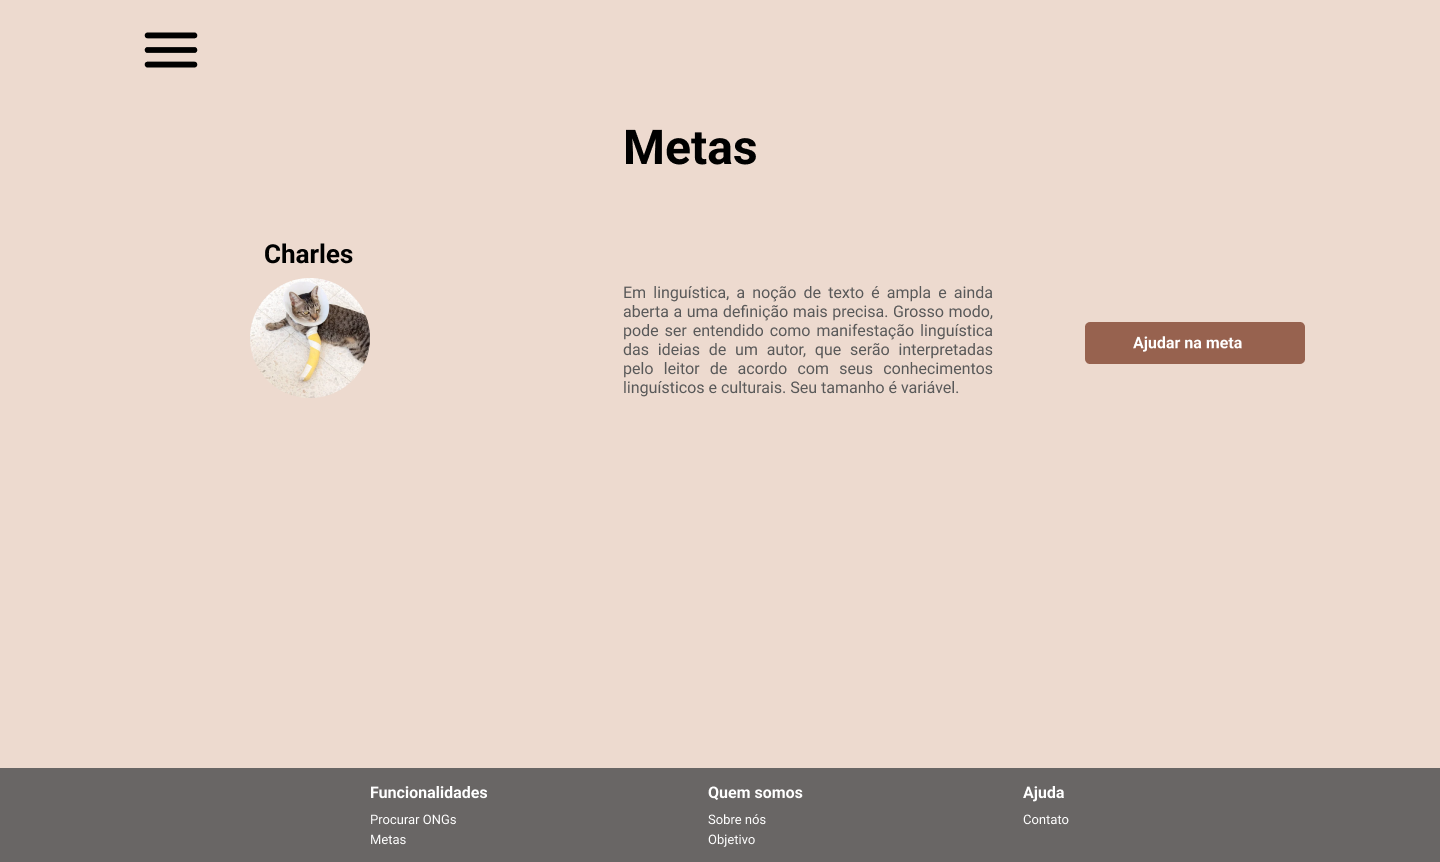 Metas
Charles
Em linguística, a noção de texto é ampla e ainda
aberta a uma definição mais precisa. Grosso modo,
pode ser entendido como manifestação linguística
das ideias de um autor, que serão interpretadas
pelo leitor de acordo com seus conhecimentos
linguísticos e culturais. Seu tamanho é variável.
Ajudar na meta
Funcionalidades
Procurar ONGs
Metas
Quem somos
Sobre nós
Objetivo
Ajuda
Contato